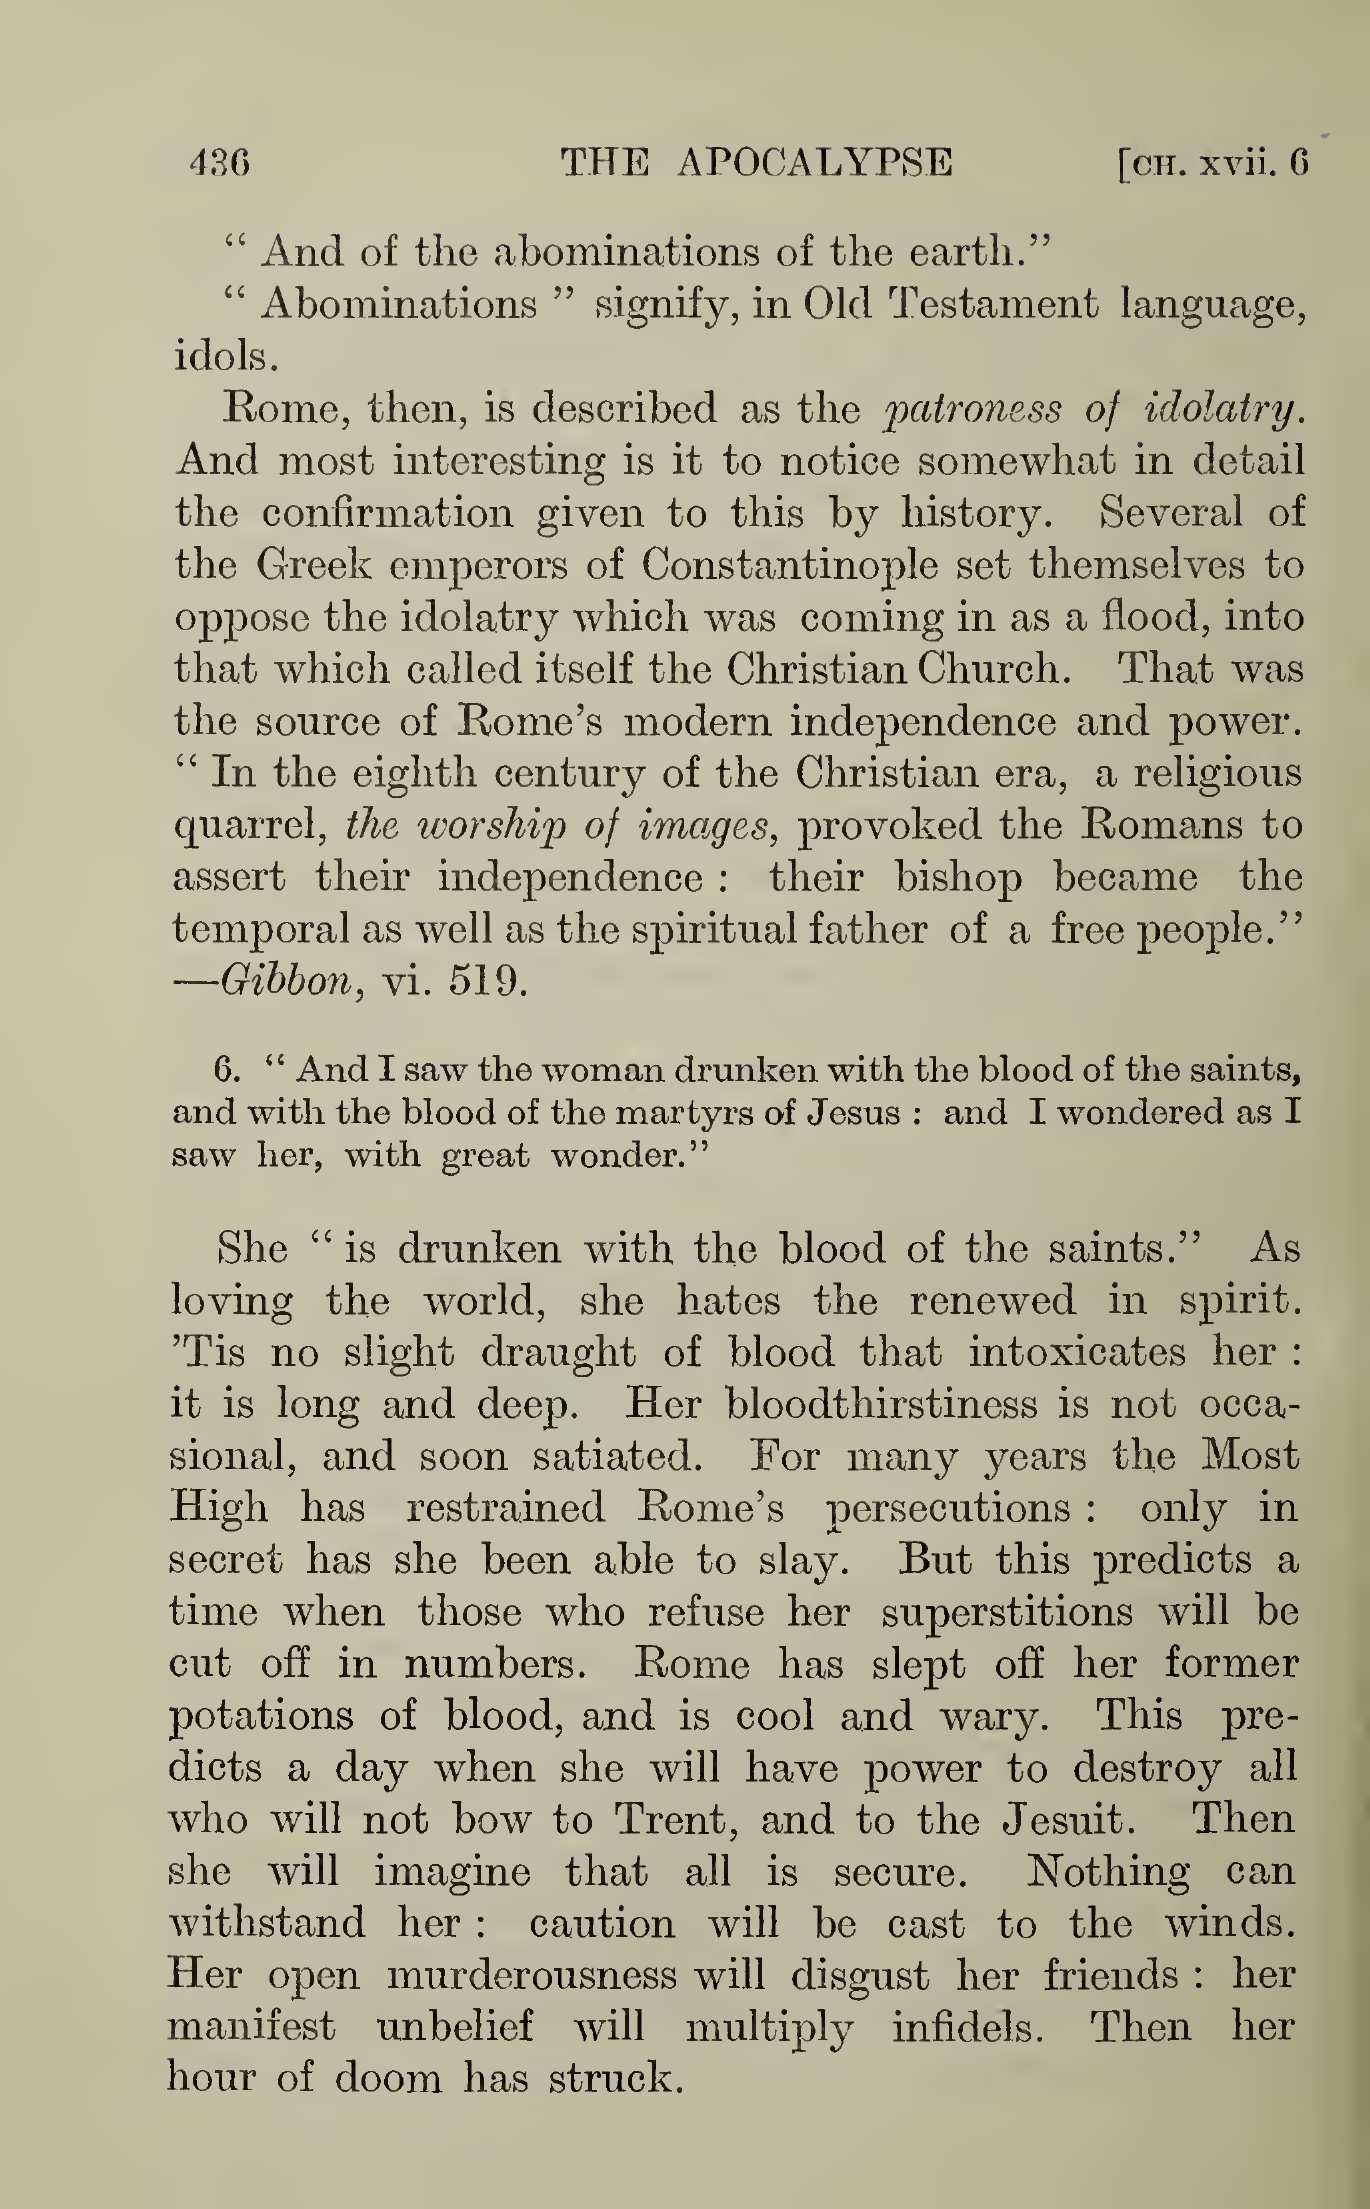 436 THE APOCALYPSE [CH. xvii. 6
“ And of the abominations of the earth.”
“ Abominations ” signify, in Old Testament language,
idols.
Rome, then, is described as the patroness of idolatry.
And most interesting is it to notice somewhat in detail
the confirmation given to this by history. Several of
the Greek emperors of Constantinople set themselves to
oppose the idolatry which was coming in as a flood, into
that which called itself the Christian Church. That was
the source of Rome’s modern independence and power.
“ In the eighth century of the Christian era, a religious
quarrel, the worship of images, provoked the Romans to
assert their independence : their bishop became the
temporal as well as the spiritual father of a free people.”
—Gibbon, vi. 519.
6. “ And I saw the woman drunken with the blood of the saints,
and with the blood of the martyrs of Jesus : and I wondered as I
saw her, with great wonder.”
She “ is drunken with the blood of the saints.” As
loving the world, she hates the renewed in spirit.
’Tis no slight draught of blood that intoxicates her :
it is long and deep. Her bloodthirstiness is not occa-
sional, and soon satiated. For many years the Most
High has restrained Rome’s persecutions : only in
secret has she been able to slay. But this predicts a
time when those who refuse her superstitions will be
cut off in numbers. Rome has slept off her former
potations of blood, and is cool and wary. This pre-
dicts a day when she will have power to destroy all
who will not bow to Trent, and to the Jesuit. Then
she will imagine that all is secure. Nothing can
withstand her : caution will be cast to the winds.
Her open murderousness will disgust her friends : her
manifest unbelief will multiply infidels. Then her
hour of doom has struck.